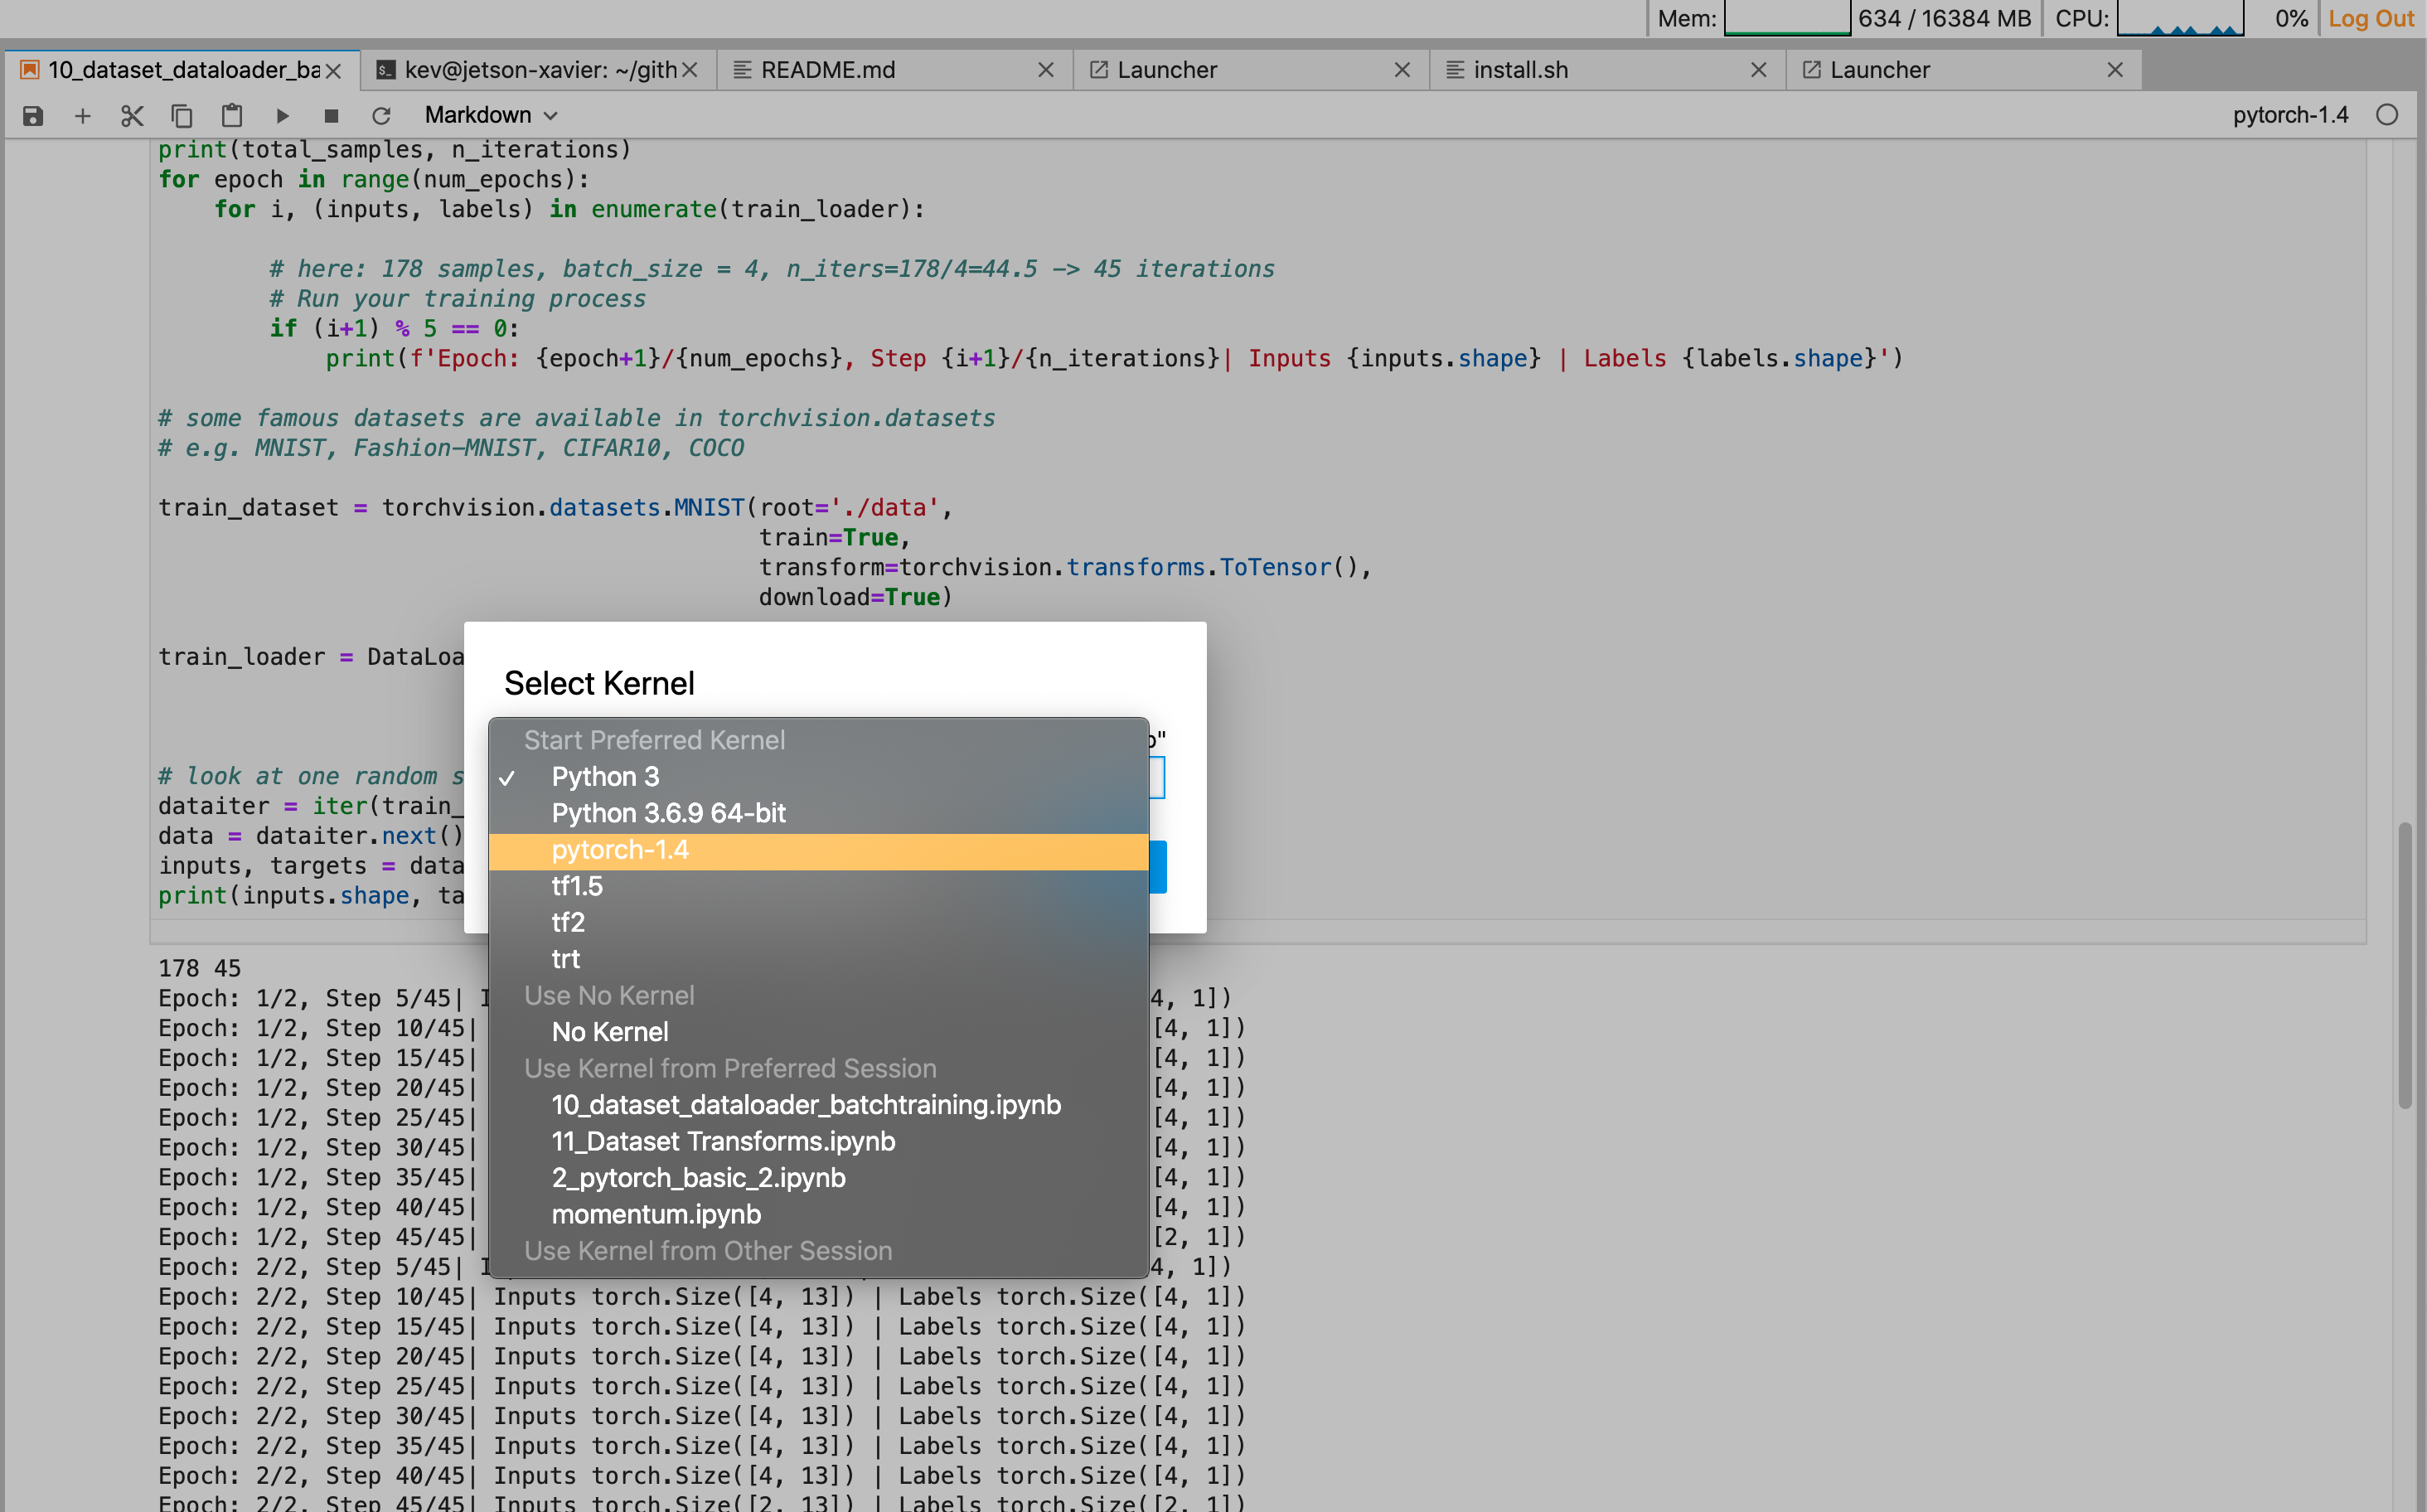 Mem: 634 / 16384 MB CPU: 0% Log Out
10_dataset_dataloader_ba kev@jetson-xavier: ~/gith README.md Launcher install.sh Launcher
Markdown pytorch-1.4
print(total_samples, n_iterations)
for epoch in range(num_epochs):
    for i, (inputs, labels) in enumerate(train_loader):
        # here: 178 samples, batch_size = 4, n_iters=178/4=44.5 -> 45 iterations
        # Run your training process
        if (i+1) % 5 == 0:
            print(f'Epoch: {epoch+1}/{num_epochs}, Step {i+1}/{n_iterations}| Inputs {inputs.shape} | Labels {labels.shape}')
# some famous datasets are available in torchvision.datasets
# e.g. MNIST, Fashion-MNIST, CIFAR10, COCO
train_dataset = torchvision.datasets.MNIST(root='./data',
                                           train=True,
                                           transform=torchvision.transforms.ToTensor(),
                                           download=True)
train_loader = DataLoa
# look at one random s
dataiter = iter(train_
data = dataiter.next()
inputs, targets = data
print(inputs.shape, ta
Select Kernel
Start Preferred Kernel
✓ Python 3
Python 3.6.9 64-bit
pytorch-1.4
tf1.5
tf2
trt
Use No Kernel
No Kernel
Use Kernel from Preferred Session
10_dataset_dataloader_batchtraining.ipynb
11_Dataset Transforms.ipynb
2_pytorch_basic_2.ipynb
momentum.ipynb
Use Kernel from Other Session
178 45
Epoch: 1/2, Step 5/45| 4, 1])
Epoch: 1/2, Step 10/45| [4, 1])
Epoch: 1/2, Step 15/45| [4, 1])
Epoch: 1/2, Step 20/45| [4, 1])
Epoch: 1/2, Step 25/45| [4, 1])
Epoch: 1/2, Step 30/45| [4, 1])
Epoch: 1/2, Step 35/45| [4, 1])
Epoch: 1/2, Step 40/45| [4, 1])
Epoch: 1/2, Step 45/45| [2, 1])
Epoch: 2/2, Step 5/45| 4, 1])
Epoch: 2/2, Step 10/45| Inputs torch.Size([4, 13]) | Labels torch.Size([4, 1])
Epoch: 2/2, Step 15/45| Inputs torch.Size([4, 13]) | Labels torch.Size([4, 1])
Epoch: 2/2, Step 20/45| Inputs torch.Size([4, 13]) | Labels torch.Size([4, 1])
Epoch: 2/2, Step 25/45| Inputs torch.Size([4, 13]) | Labels torch.Size([4, 1])
Epoch: 2/2, Step 30/45| Inputs torch.Size([4, 13]) | Labels torch.Size([4, 1])
Epoch: 2/2, Step 35/45| Inputs torch.Size([4, 13]) | Labels torch.Size([4, 1])
Epoch: 2/2, Step 40/45| Inputs torch.Size([4, 13]) | Labels torch.Size([4, 1])
Epoch: 2/2, Step 45/45| Inputs torch.Size([2, 13]) | Labels torch.Size([2, 1])